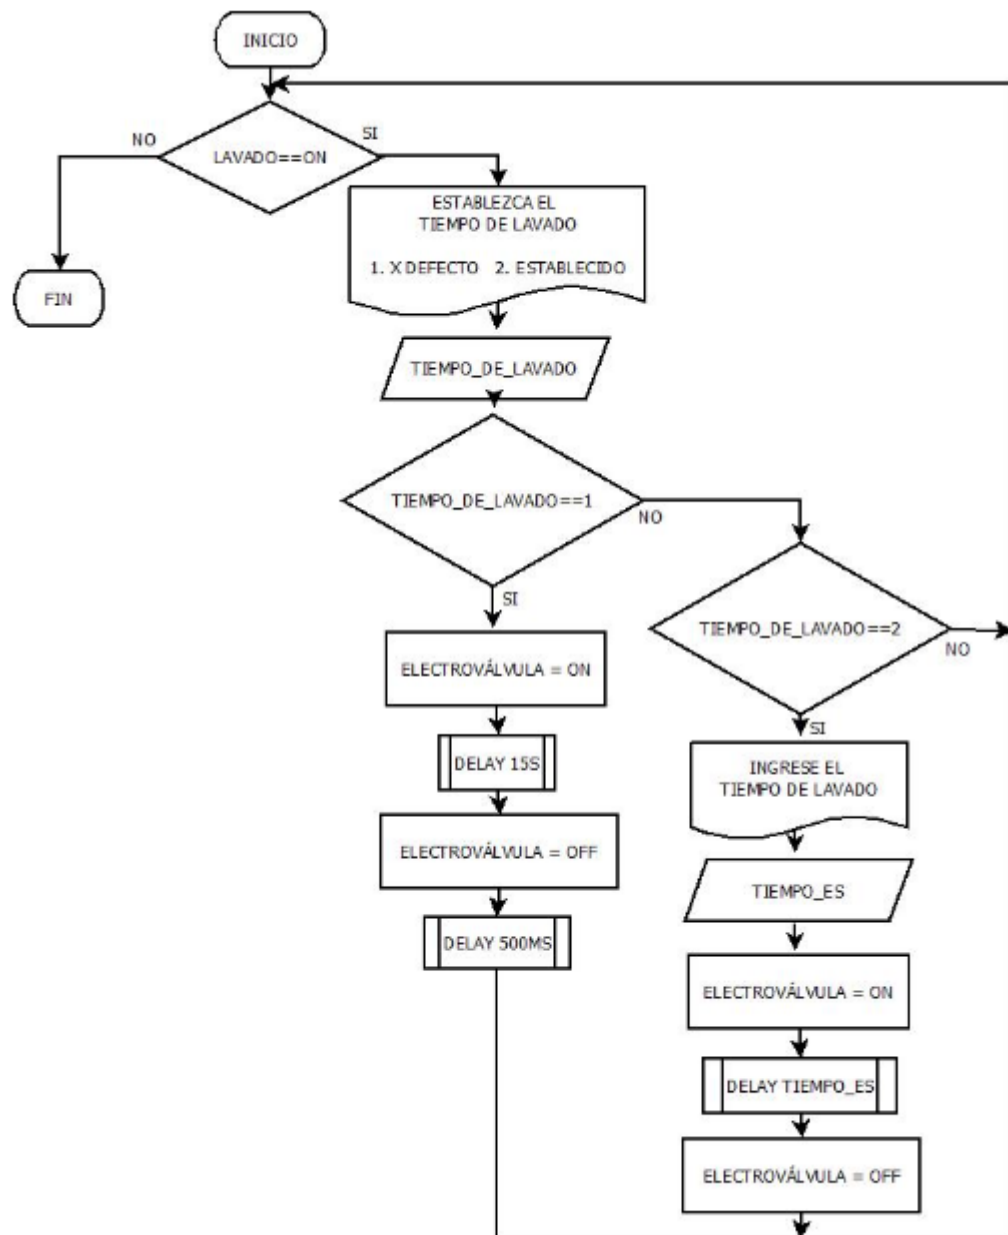 INICIO
NO
SI
LAVADO==ON
ESTABLEZCA EL
TIEMPO DE LAVADO
1. X DEFECTO 2. ESTABLECIDO
FIN
TIEMPO_DE_LAVADO
TIEMPO_DE_LAVADO==1
NO
SI
TIEMPO_DE_LAVADO==2
NO
SI
ELECTROVÁLVULA = ON
DELAY 15S
ELECTROVÁLVULA = OFF
DELAY 500MS
INGRESE EL
TIEMPO DE LAVADO
TIEMPO_ES
ELECTROVÁLVULA = ON
DELAY TIEMPO_ES
ELECTROVÁLVULA = OFF